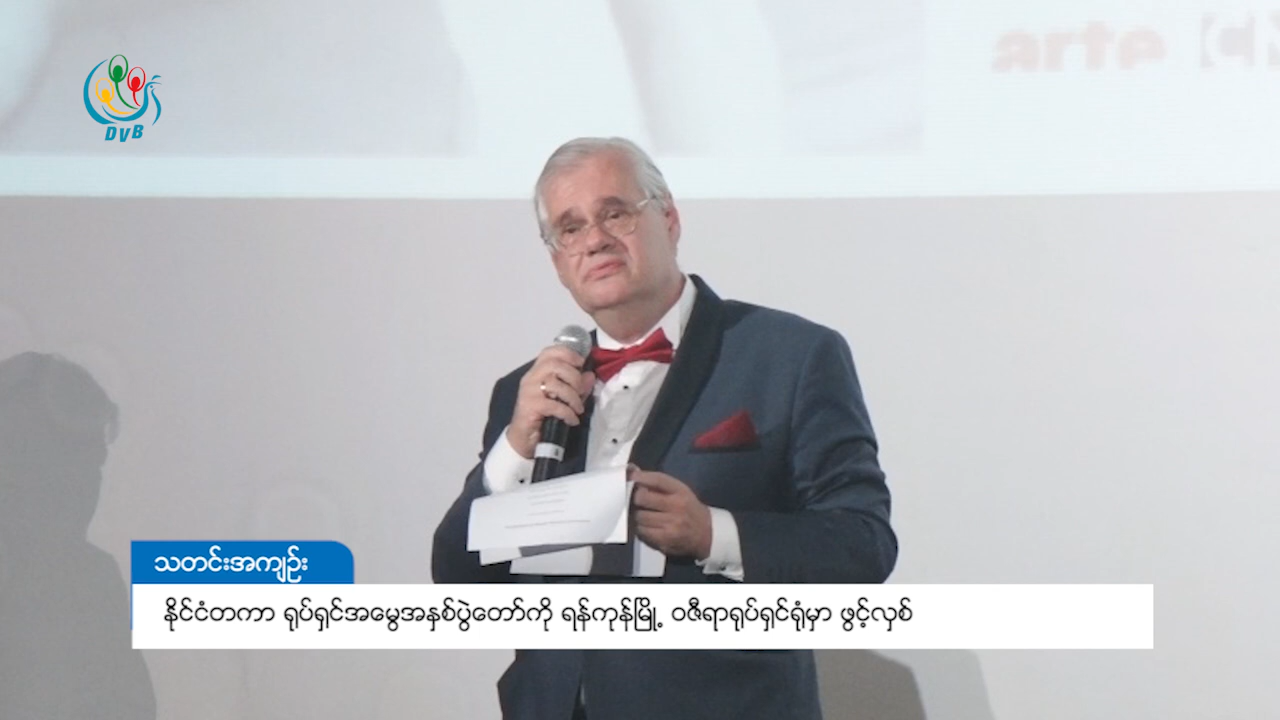 arte
DVB
သတင်းအကျဉ်း
နိုင်ငံတကာ ရုပ်ရှင်အမွေအနှစ်ပွဲတော်ကို ရန်ကုန်မြို့ ဝဇီရာရုပ်ရှင်ရုံမှာ ဖွင့်လှစ်